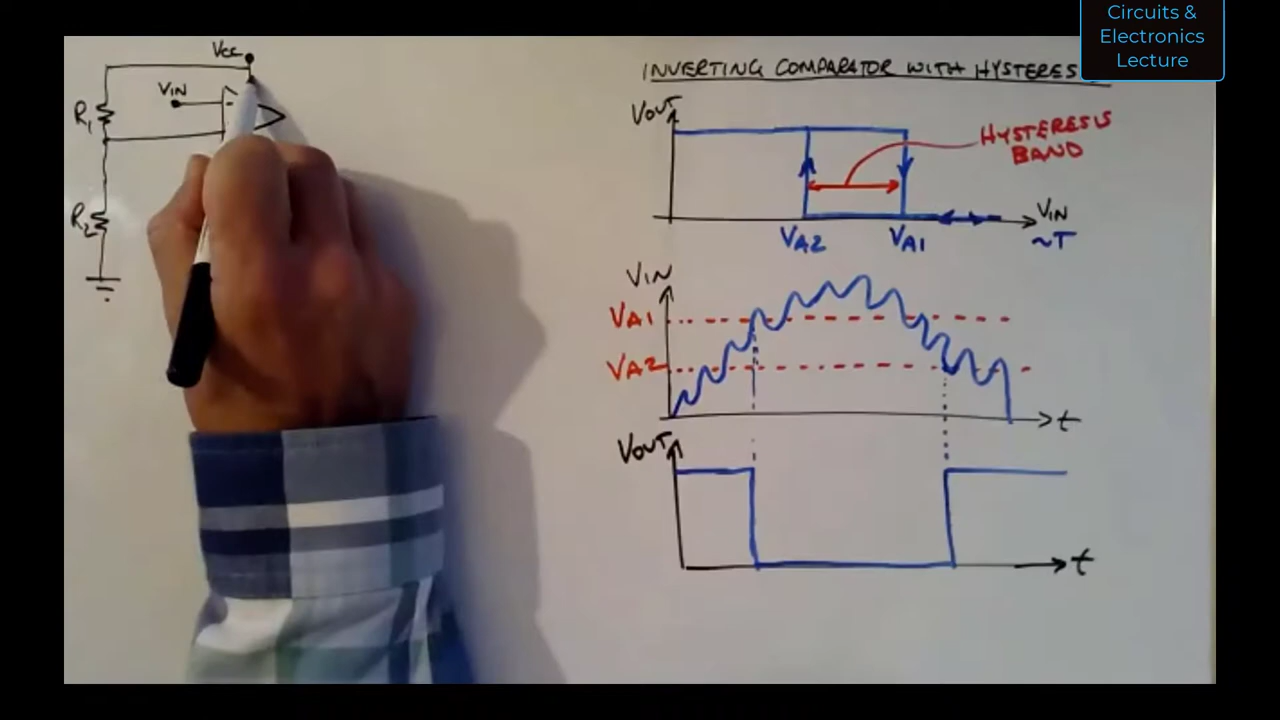 Circuits &
Electronics
Lecture
Vcc
VIN
R1
R2
-
INVERTING COMPARATOR WITH HYSTERES
VOUT
HYSTERESIS
BAND
VIN
~T
VA2
VA1
VIN
VA1
VA2
t
VOUT
t